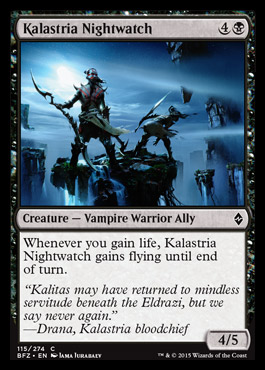 Kalastria Nightwatch 4
Creature — Vampire Warrior Ally
Whenever you gain life, Kalastria
Nightwatch gains flying until end
of turn.
“Kalitas may have returned to mindless
servitude beneath the Eldrazi, but we
say never again.”
—Drana, Kalastria bloodchief
4/5
115/274 C
BFZ • EN Jama Jurabaev
™ & © 2015 Wizards of the Coast